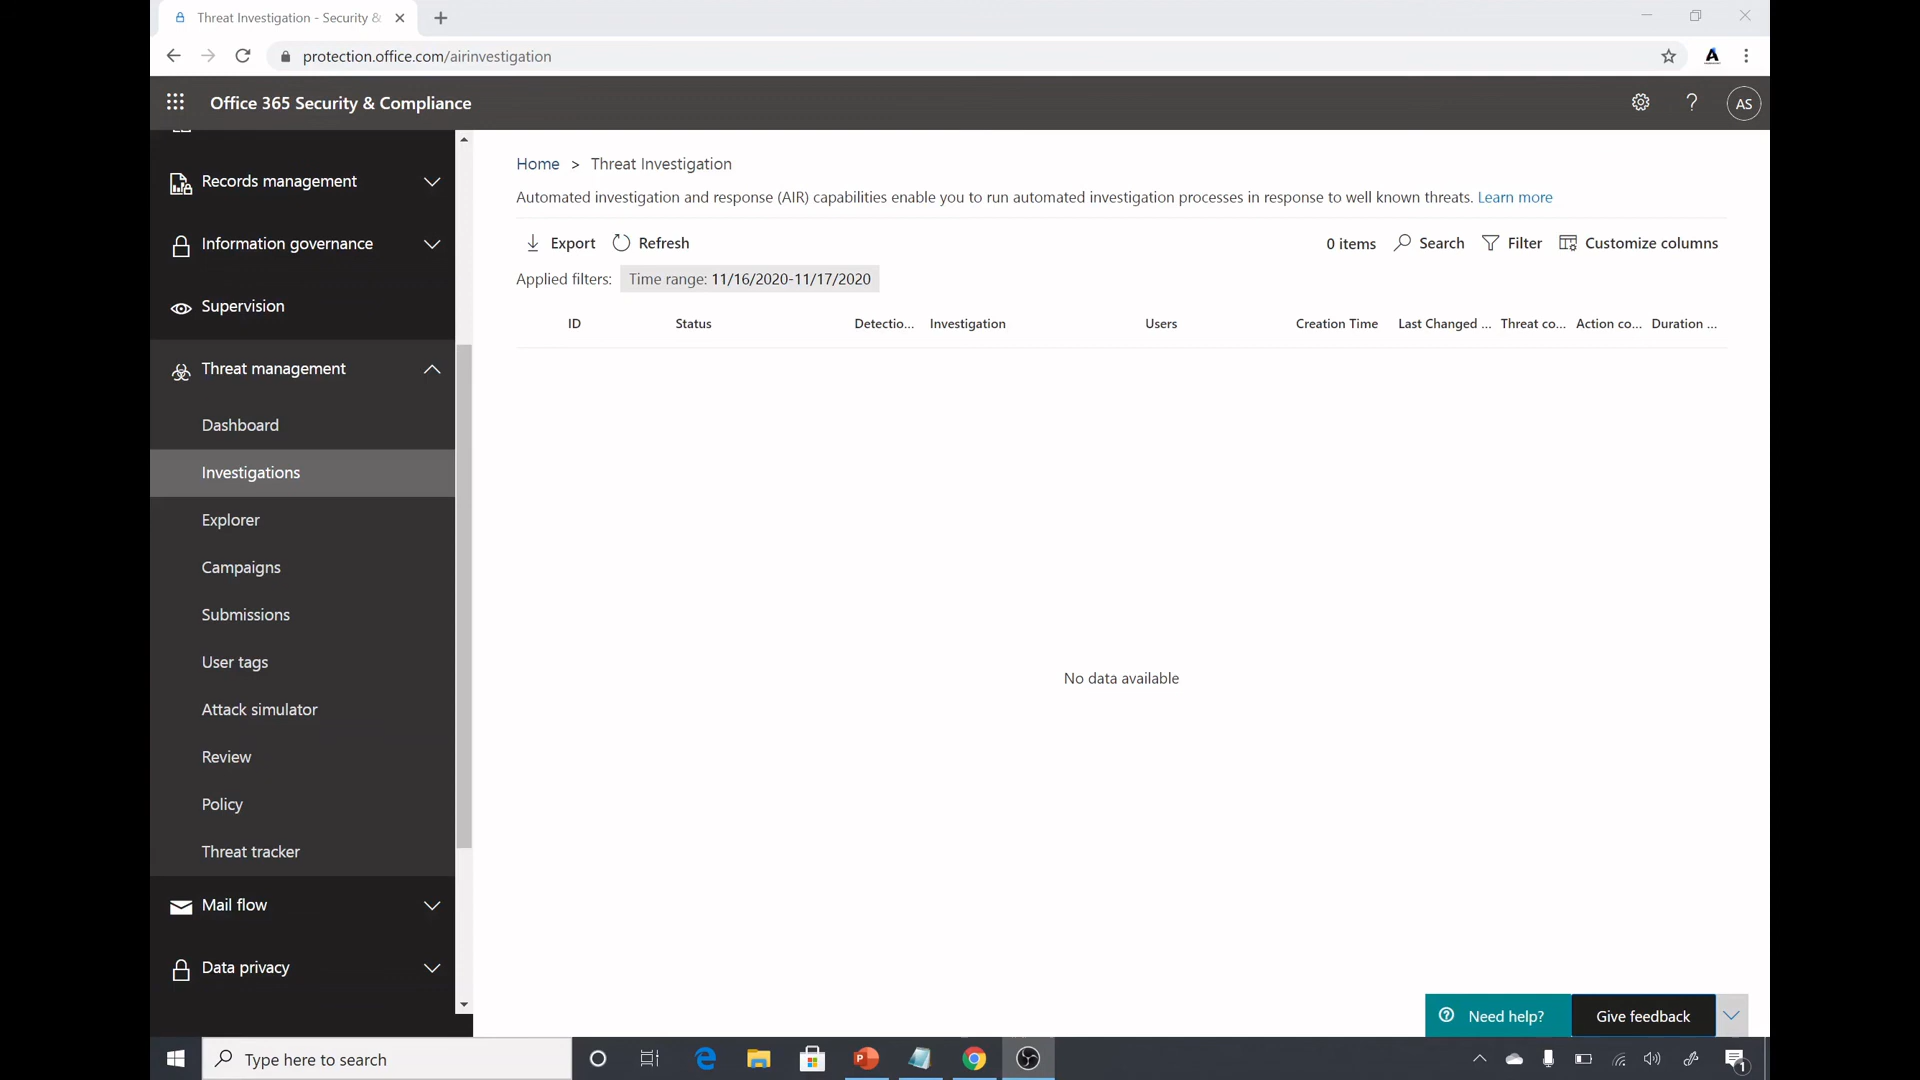 Threat Investigation - Security &
protection.office.com/airinvestigation
Office 365 Security & Compliance
AS
Records management
Information governance
Supervision
Threat management
Dashboard
Investigations
Explorer
Campaigns
Submissions
User tags
Attack simulator
Review
Policy
Threat tracker
Mail flow
Data privacy
Home > Threat Investigation
Automated investigation and response (AIR) capabilities enable you to run automated investigation processes in response to well known threats. Learn more
Export Refresh 0 items Search Filter Customize columns
Applied filters: Time range: 11/16/2020-11/17/2020
ID Status Detectio... Investigation Users Creation Time Last Changed ... Threat co... Action co... Duration ...
No data available
Need help? Give feedback
Type here to search
1